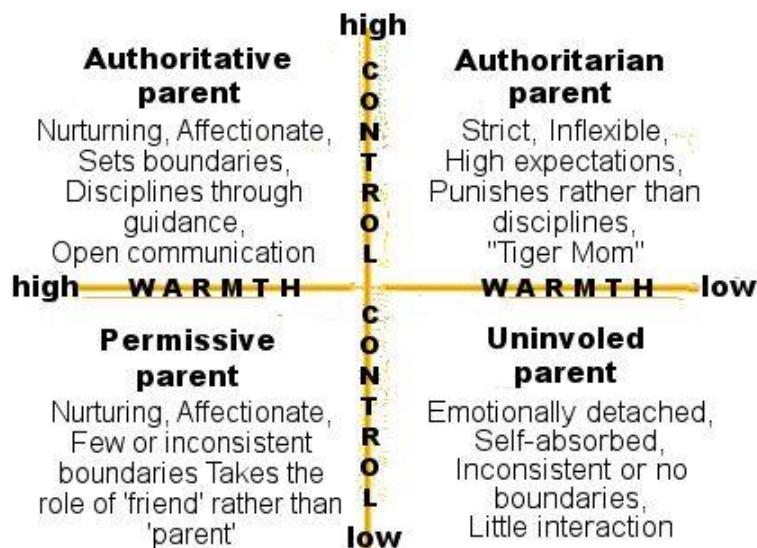 high
Authoritative
parent
Nurturning, Affectionate,
Sets boundaries,
Disciplines through
guidance,
Open communication
CONTROL
Authoritarian
parent
Strict, Inflexible,
High expectations,
Punishes rather than
disciplines,
"Tiger Mom"
high WARMTH WARMTH low
Permissive
parent
Nurturing, Affectionate,
Few or inconsistent
boundaries Takes the
role of 'friend' rather than
'parent'
CONTROL
Uninvoled
parent
Emotionally detached,
Self-absorbed,
Inconsistent or no
boundaries,
Little interaction
low